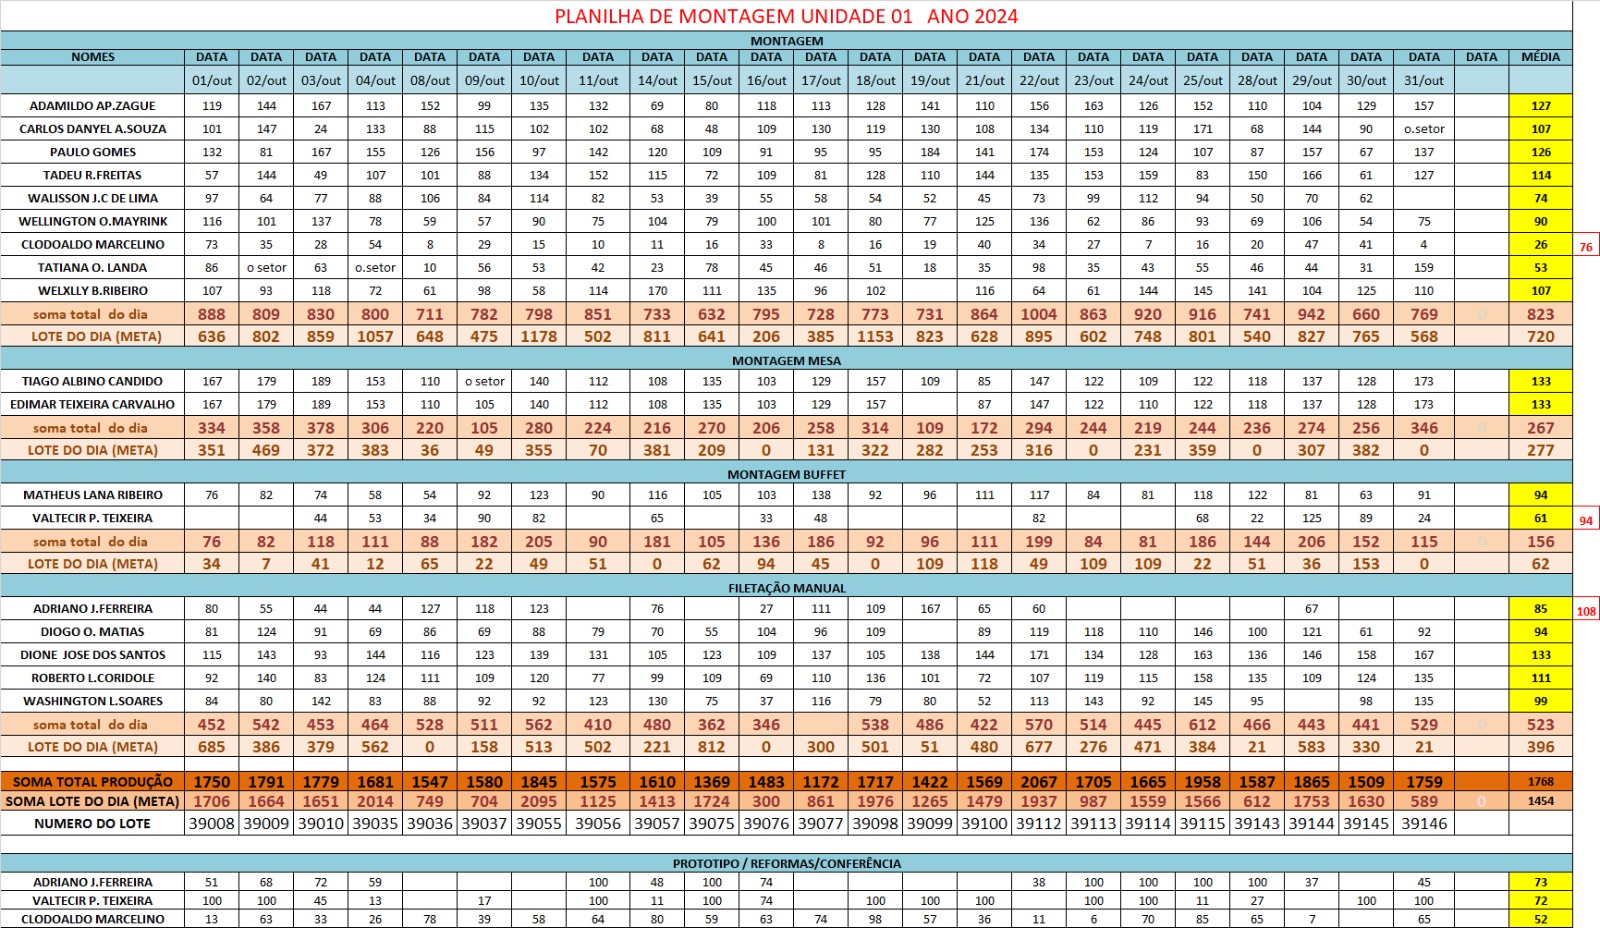 PLANILHA DE MONTAGEM UNIDADE 01 ANO 2024
MONTAGEM
NOMES DATA DATA DATA DATA DATA DATA DATA DATA DATA DATA DATA DATA DATA DATA DATA DATA DATA DATA DATA DATA DATA DATA DATA DATA MÉDIA
01/out 02/out 03/out 04/out 08/out 09/out 10/out 11/out 14/out 15/out 16/out 17/out 18/out 19/out 21/out 22/out 23/out 24/out 25/out 28/out 29/out 30/out 31/out
ADAMILDO AP.ZAGUE 119 144 167 113 152 99 135 132 69 80 118 113 128 141 110 156 163 126 152 110 104 129 157 127
CARLOS DANYEL A.SOUZA 101 147 24 133 88 115 102 102 68 48 109 130 119 130 108 134 110 119 171 68 144 90 o.setor 107
PAULO GOMES 132 81 167 155 126 156 97 142 120 109 91 95 95 184 141 174 153 124 107 87 157 67 137 126
TADEU R.FREITAS 57 144 49 107 101 88 134 152 115 72 109 81 128 110 144 135 153 159 83 150 166 61 127 114
WALISSON J.C DE LIMA 97 64 77 88 106 84 114 82 53 39 55 58 54 52 45 73 99 112 94 50 70 62 74
WELLINGTON O.MAYRINK 116 101 137 78 59 57 90 75 104 79 100 101 80 77 125 136 62 86 93 69 106 54 75 90
CLODOALDO MARCELINO 73 35 28 54 8 29 15 10 11 16 33 8 16 19 40 34 27 7 16 20 47 41 4 26 76
TATIANA O. LANDA 86 o setor 63 o.setor 10 56 53 42 23 78 45 46 51 18 35 98 35 43 55 46 44 31 159 53
WELXLLY B.RIBEIRO 107 93 118 72 61 98 58 114 170 111 135 96 102 116 64 61 144 145 141 104 125 110 107
soma total do dia 888 809 830 800 711 782 798 851 733 632 795 728 773 731 864 1004 863 920 916 741 942 660 769 0 823
LOTE DO DIA (META) 636 802 859 1057 648 475 1178 502 811 641 206 385 1153 823 628 895 602 748 801 540 827 765 568 720
MONTAGEM MESA
TIAGO ALBINO CANDIDO 167 179 189 153 110 o setor 140 112 108 135 103 129 157 109 85 147 122 109 122 118 137 128 173 133
EDIMAR TEIXEIRA CARVALHO 167 179 189 153 110 105 140 112 108 135 103 129 157 87 147 122 110 122 118 137 128 173 133
soma total do dia 334 358 378 306 220 105 280 224 216 270 206 258 314 109 172 294 244 219 244 236 274 256 346 0 267
LOTE DO DIA (META) 351 469 372 383 36 49 355 70 381 209 0 131 322 282 253 316 0 231 359 0 307 382 0 277
MONTAGEM BUFFET
MATHEUS LANA RIBEIRO 76 82 74 58 54 92 123 90 116 105 103 138 92 96 111 117 84 81 118 122 81 63 91 94
VALTECIR P. TEIXEIRA 44 53 34 90 82 65 33 48 82 68 22 125 89 24 61 94
soma total do dia 76 82 118 111 88 182 205 90 181 105 136 186 92 96 111 199 84 81 186 144 206 152 115 0 156
LOTE DO DIA (META) 34 7 41 12 65 22 49 51 0 62 94 45 0 109 118 49 109 109 22 51 36 153 0 62
FILETAÇÃO MANUAL
ADRIANO J.FERREIRA 80 55 44 44 127 118 123 76 27 111 109 167 65 60 67 85 108
DIOGO O. MATIAS 81 124 91 69 86 69 88 79 70 55 104 96 109 89 119 118 110 146 100 121 61 92 94
DIONE JOSE DOS SANTOS 115 143 93 144 116 123 139 131 105 123 109 137 105 138 144 171 134 128 163 136 146 158 167 133
ROBERTO L.CORIDOLE 92 140 83 124 111 109 120 77 99 109 69 110 136 101 72 107 119 115 158 135 109 124 135 111
WASHINGTON L.SOARES 84 80 142 83 88 92 92 123 130 75 37 116 79 80 52 113 143 92 145 95 98 135 99
soma total do dia 452 542 453 464 528 511 562 410 480 362 346 538 486 422 570 514 445 612 466 443 441 529 0 523
LOTE DO DIA (META) 685 386 379 562 0 158 513 502 221 812 0 300 501 51 480 677 276 471 384 21 583 330 21 396
SOMA TOTAL PRODUÇÃO 1750 1791 1779 1681 1547 1580 1845 1575 1610 1369 1483 1172 1717 1422 1569 2067 1705 1665 1958 1587 1865 1509 1759 1768
SOMA LOTE DO DIA (META) 1706 1664 1651 2014 749 704 2095 1125 1413 1724 300 861 1976 1265 1479 1937 987 1559 1566 612 1753 1630 589 0 1454
NUMERO DO LOTE 39008 39009 39010 39035 39036 39037 39055 39056 39057 39075 39076 39077 39098 39099 39100 39112 39113 39114 39115 39143 39144 39145 39146
PROTOTIPO / REFORMAS/CONFERÊNCIA
ADRIANO J.FERREIRA 51 68 72 59 100 48 100 74 38 100 100 100 100 37 45 73
VALTECIR P. TEIXEIRA 100 100 45 13 17 100 11 100 74 100 100 100 100 100 11 27 100 100 72
CLODOALDO MARCELINO 13 63 33 26 78 39 58 64 80 59 63 74 98 57 36 11 6 70 85 65 7 65 52